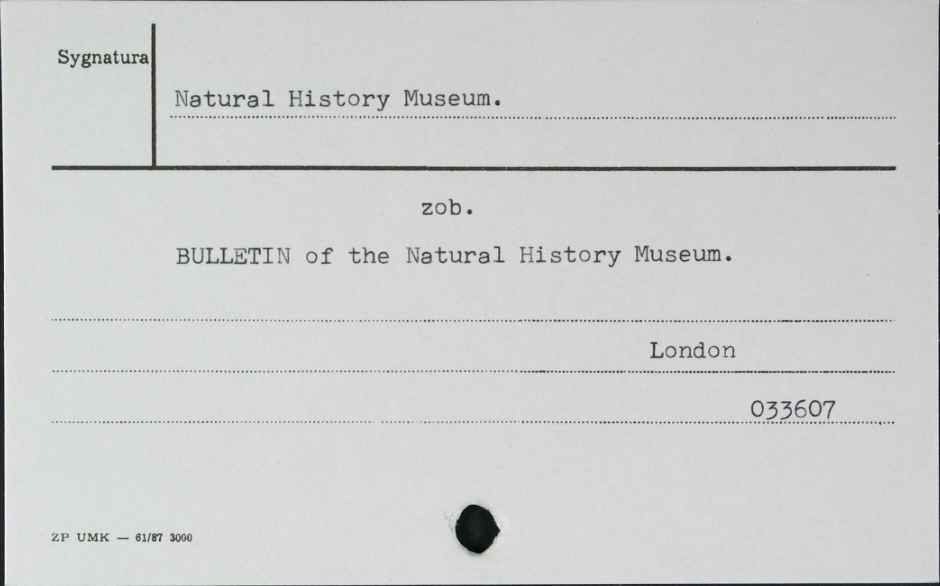 Sygnatura
Natural History Museum.
zob.
BULLETIN of the Natural History Museum.
London
033607
ZP UMK — 61/87 3000